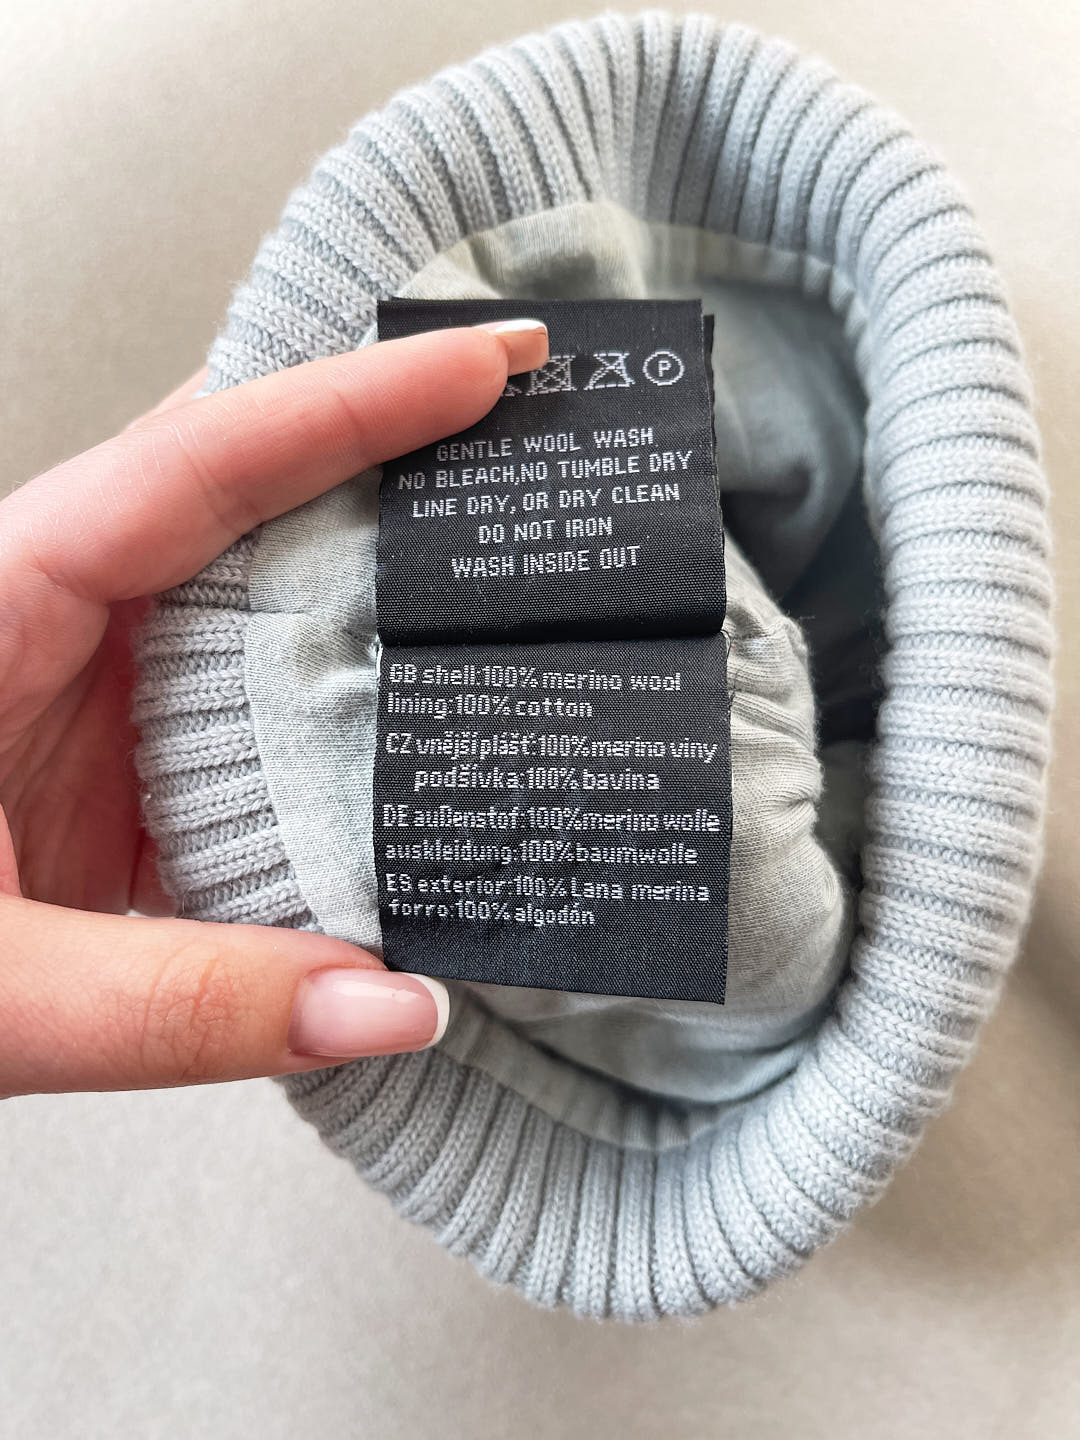 P
GENTLE WOOL WASH
NO BLEACH,NO TUMBLE DRY
LINE DRY, OR DRY CLEAN
DO NOT IRON
WASH INSIDE OUT
GB shell:100% merino wool
lining:100% cotton
CZ vnější plášť:100% merino vlny
podšívka:100% bavlna
DE außenstof:100%merino wolle
auskleidung:100%baumwolle
ES exterior:100% Lana merina
forro:100% algodón